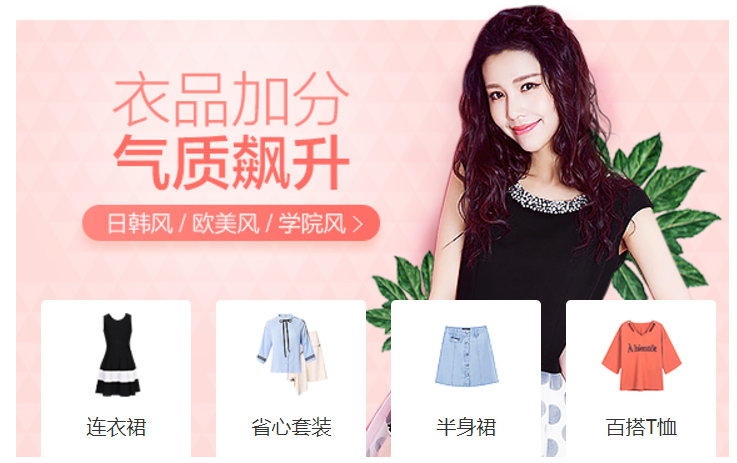 衣品加分
气质飙升
日韩风 / 欧美风 / 学院风 >
连衣裙
省心套装
半身裙
百搭T恤